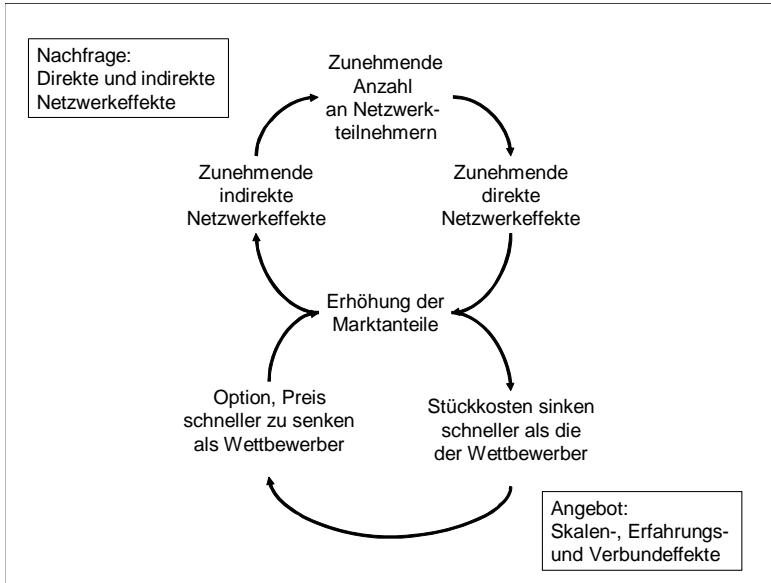 Nachfrage:
Direkte und indirekte
Netzwerkeffekte
Zunehmende
Anzahl
an Netzwerk-
teilnehmern
Zunehmende
indirekte
Netzwerkeffekte
Zunehmende
direkte
Netzwerkeffekte
Erhöhung der
Marktanteile
Option, Preis
schneller zu senken
als Wettbewerber
Stückkosten sinken
schneller als die
der Wettbewerber
Angebot:
Skalen-, Erfahrungs-
und Verbundeffekte